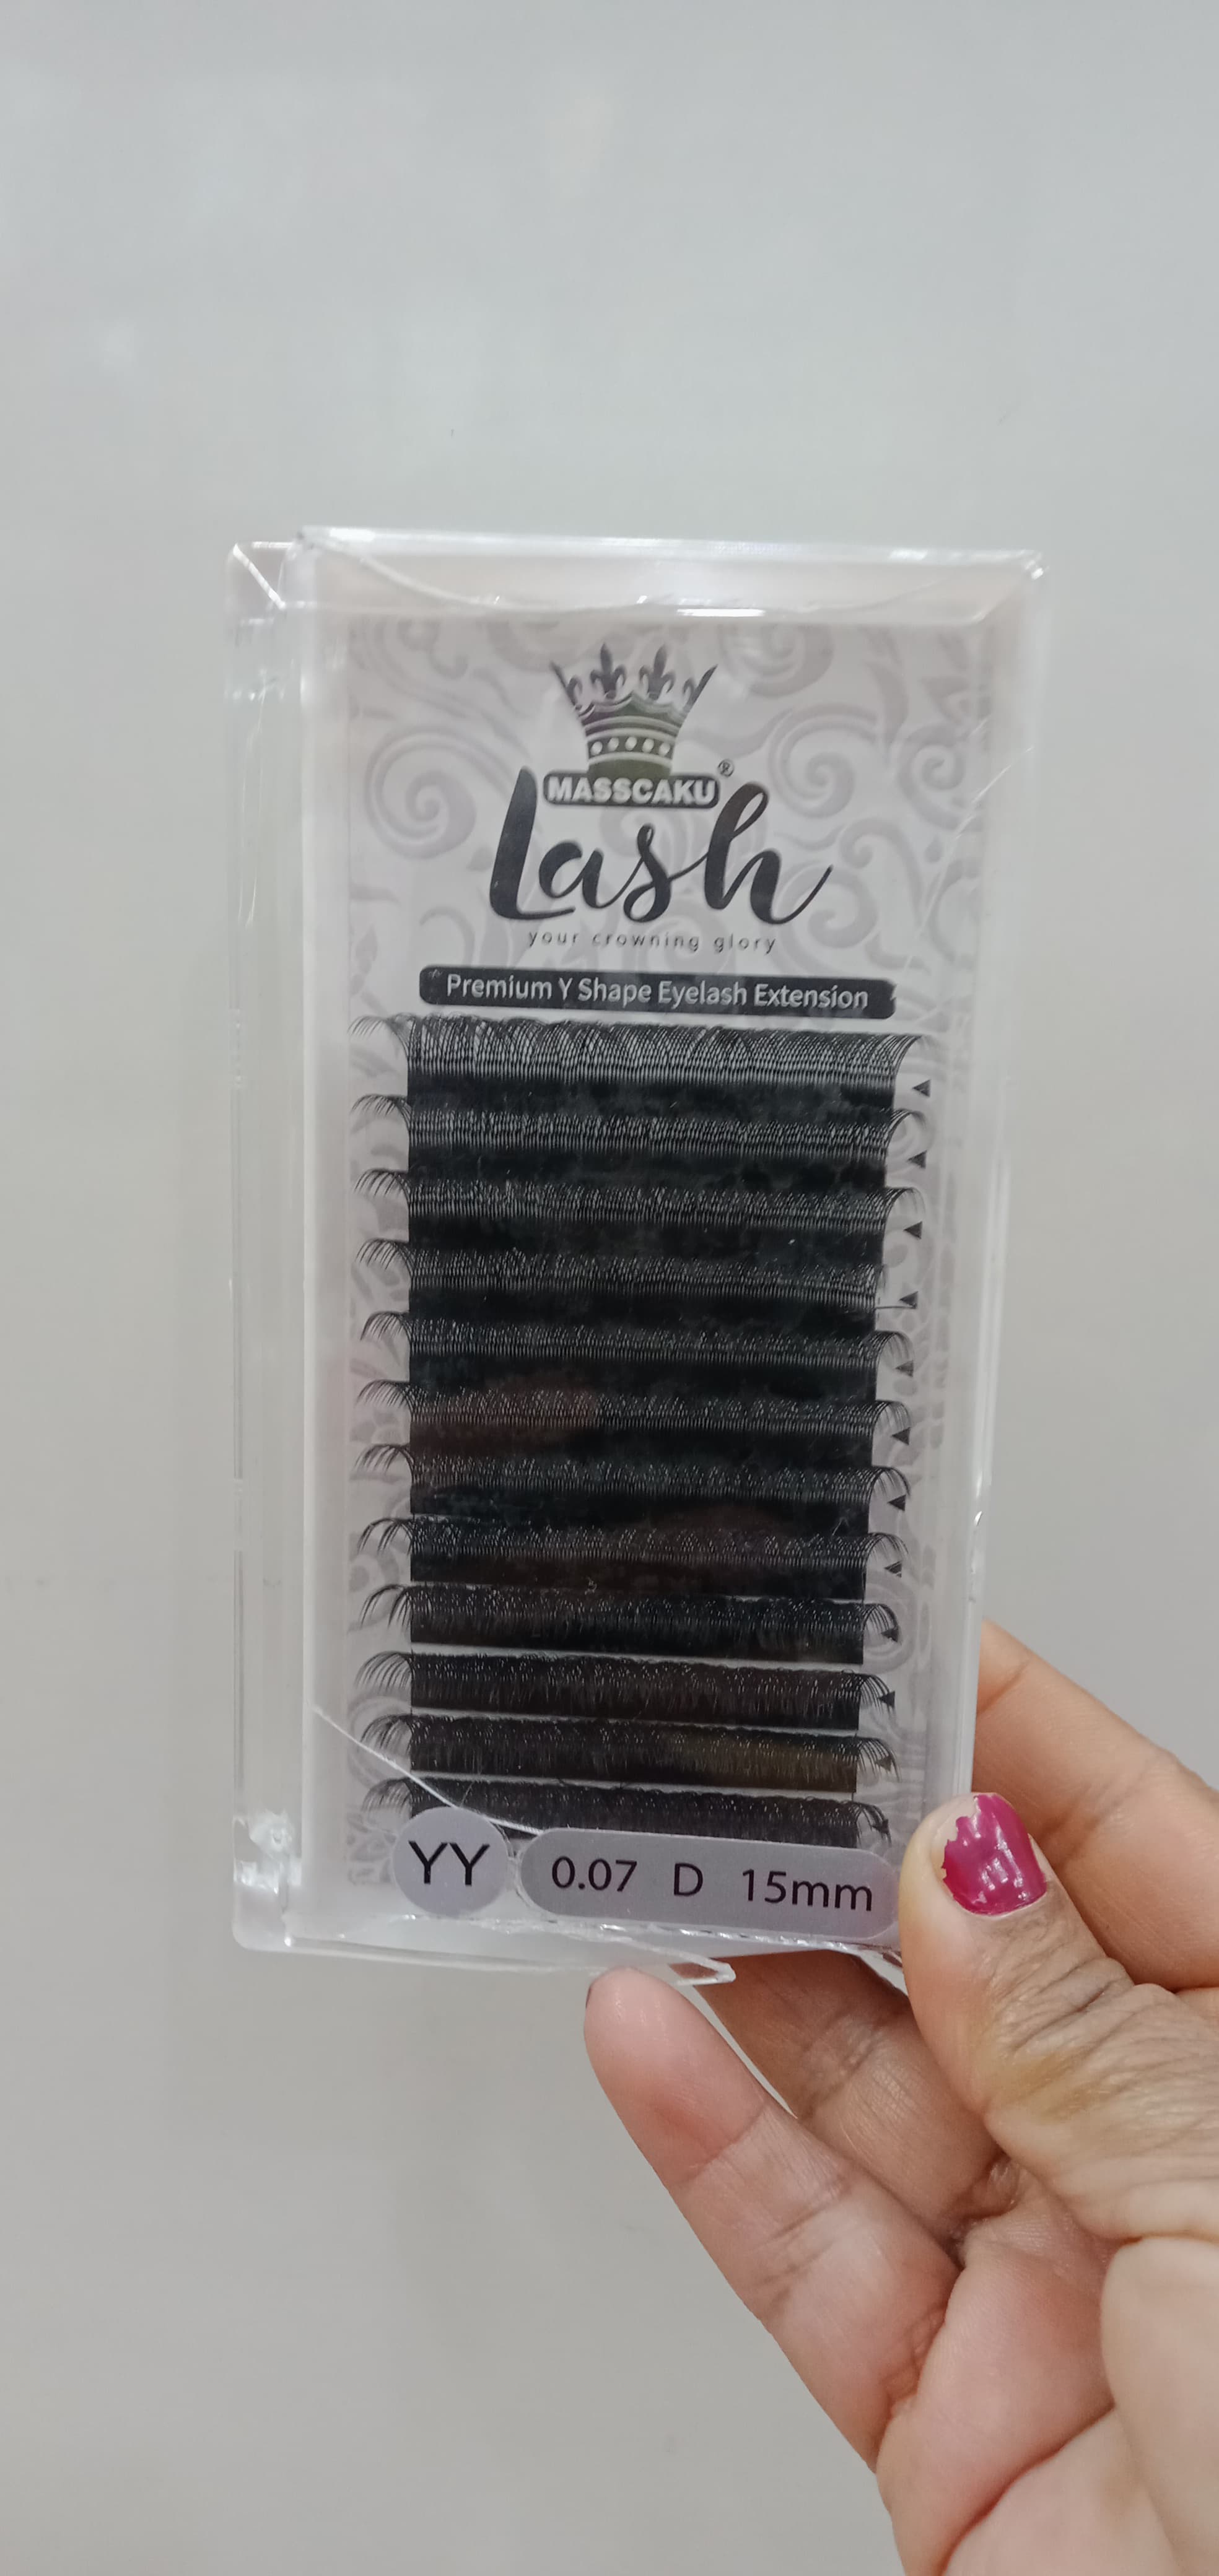 MASSCAKU®
Lash
your crowning glory
Premium Y Shape Eyelash Extension
YY 0.07 D 15mm